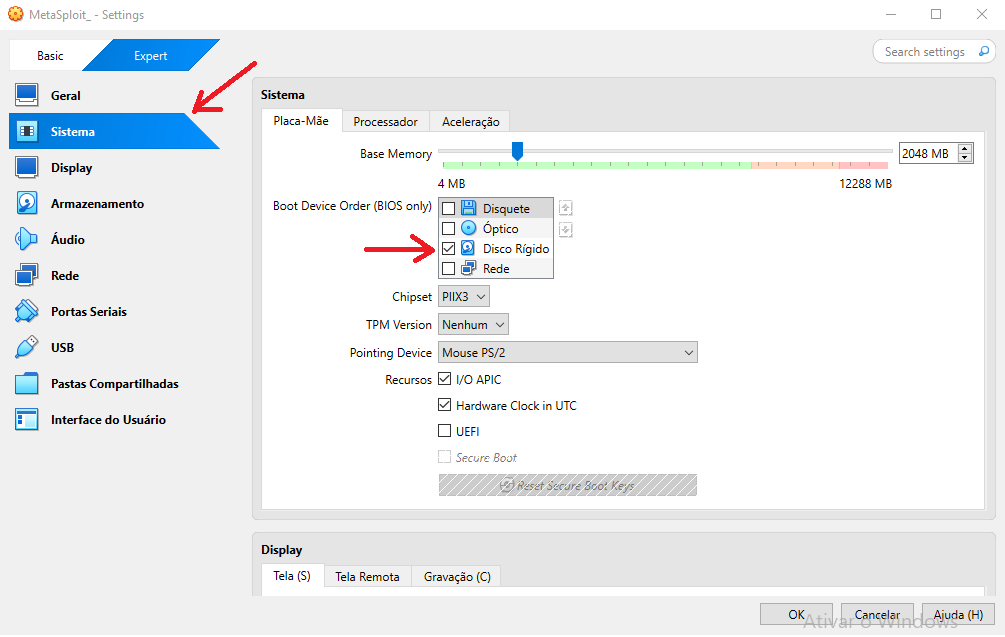 MetaSploit_ - Settings
Basic
Expert
Search settings
Geral
Sistema
Display
Armazenamento
Áudio
Rede
Portas Seriais
USB
Pastas Compartilhadas
Interface do Usuário
Sistema
Placa-Mãe
Processador
Aceleração
Base Memory
2048 MB
4 MB
12288 MB
Boot Device Order (BIOS only)
Disquete
Óptico
Disco Rígido
Rede
Chipset
PIIX3
TPM Version
Nenhum
Pointing Device
Mouse PS/2
Recursos
I/O APIC
Hardware Clock in UTC
UEFI
Secure Boot
Reset Secure Boot Keys
Display
Tela (S)
Tela Remota
Gravação (C)
OK
Cancelar
Ajuda (H)
Ativar o Windows